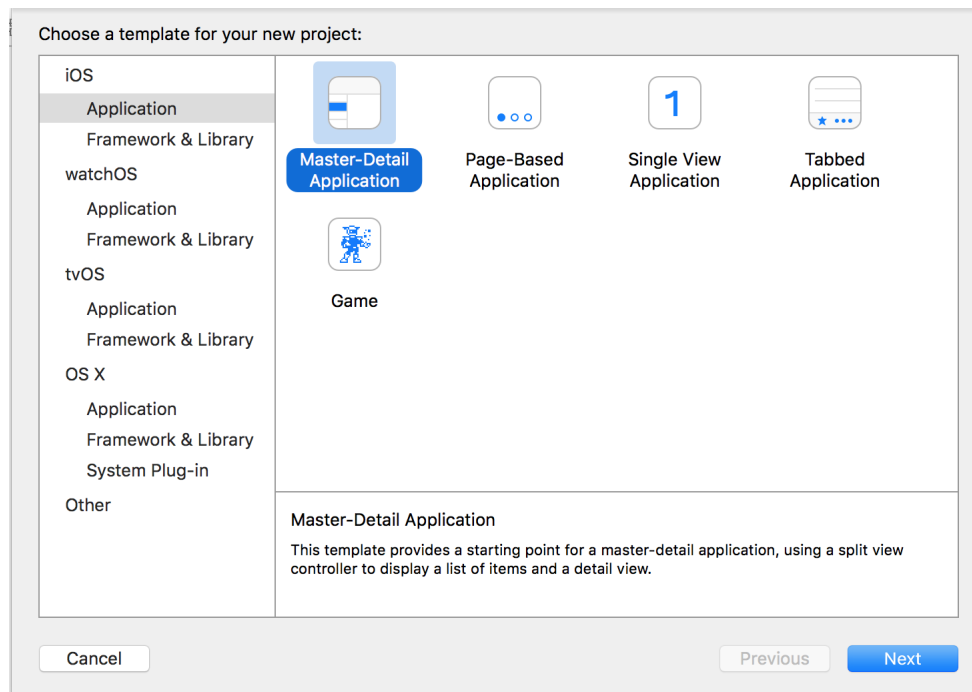 Choose a template for your new project:
iOS
Application
Framework & Library
watchOS
Application
Framework & Library
tvOS
Application
Framework & Library
OS X
Application
Framework & Library
System Plug-in
Other
Master-Detail
Application
Page-Based
Application
1
Single View
Application
Tabbed
Application
Game
Master-Detail Application
This template provides a starting point for a master-detail application, using a split view
controller to display a list of items and a detail view.
Cancel
Previous
Next